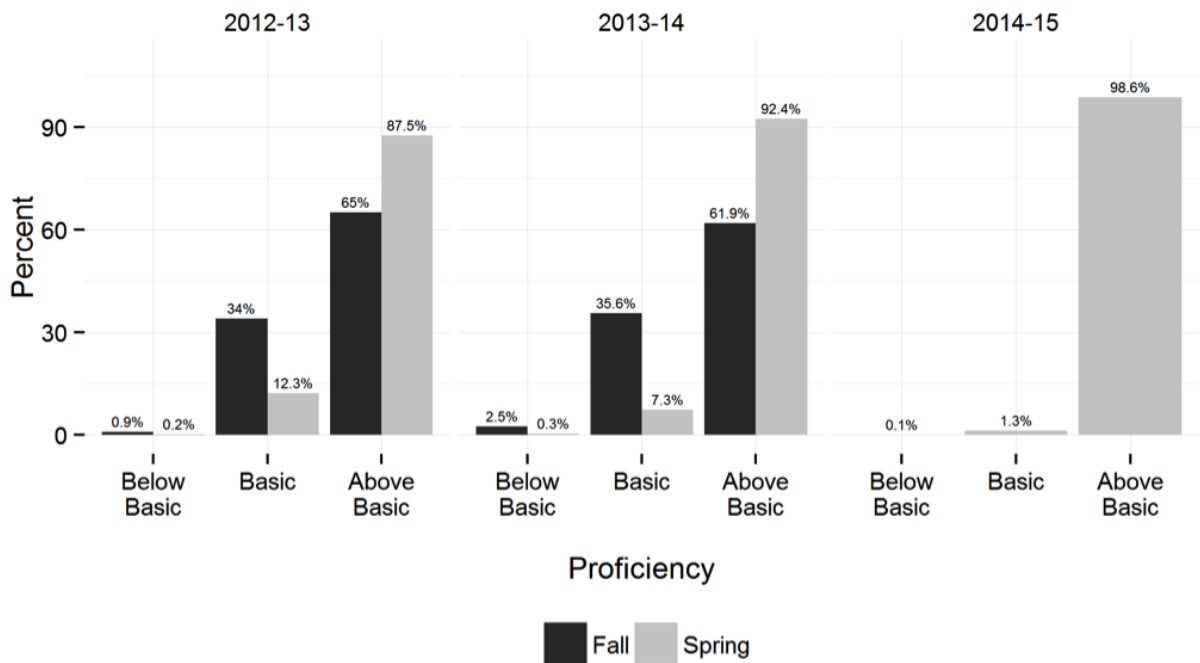 2012-13 2013-14 2014-15
98.6%
92.4%
87.5%
90
65%
61.9%
60
Percent
34% 35.6%
30
12.3% 7.3%
0.9% 0.2% 2.5% 0.3% 0.1% 1.3%
0
Below Basic Above Below Basic Above Below Basic Above
Basic Basic Basic Basic Basic Basic
Proficiency
Fall Spring